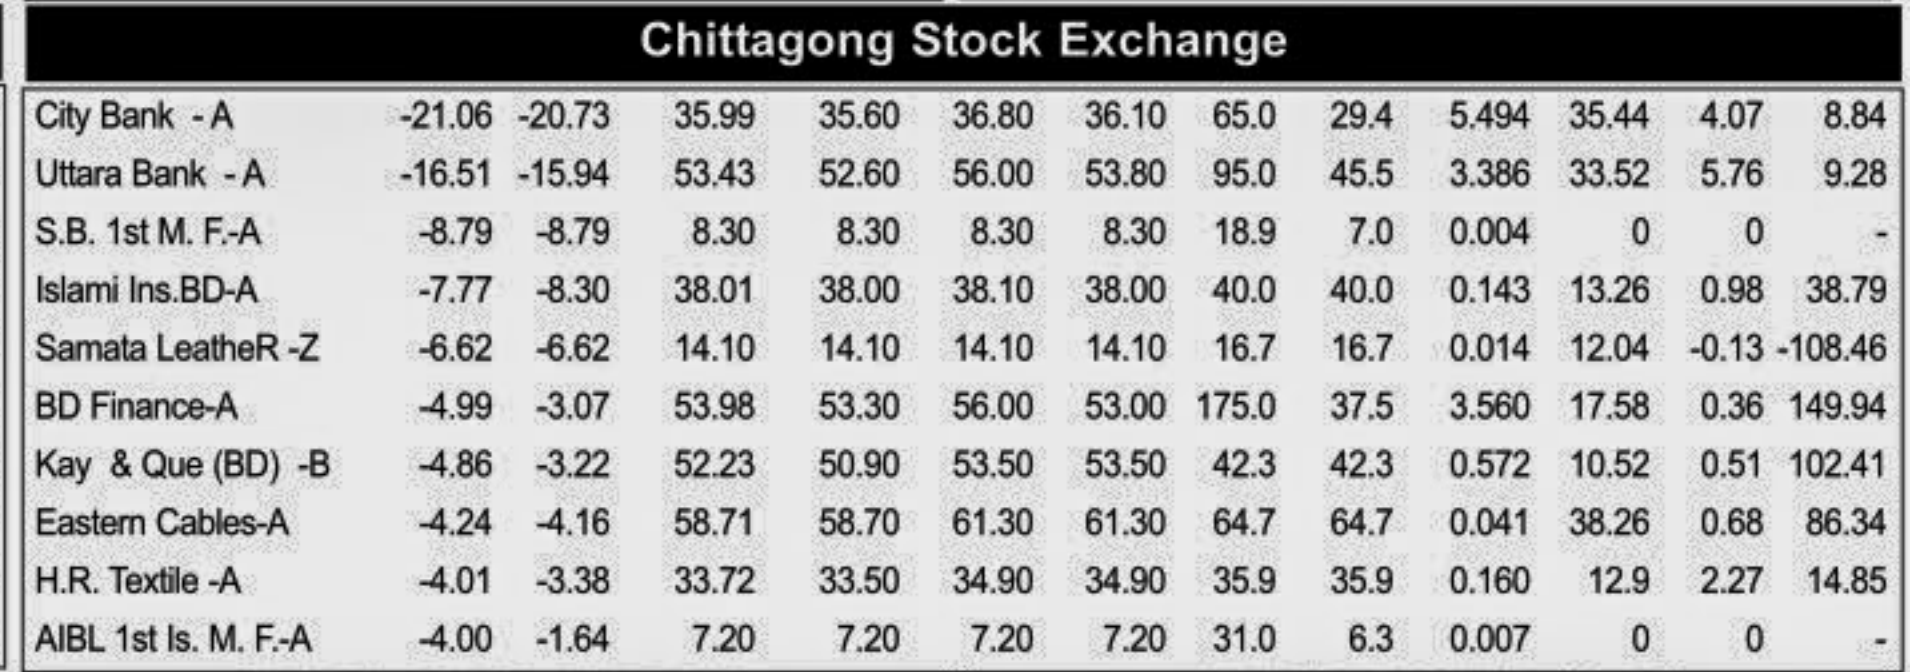 Chittagong Stock Exchange
City Bank - A -21.06 -20.73 35.99 35.60 36.80 36.10 65.0 29.4 5.494 35.44 4.07 8.84
Uttara Bank - A -16.51 -15.94 53.43 52.60 56.00 53.80 95.0 45.5 3.386 33.52 5.76 9.28
S.B. 1st M. F.-A -8.79 -8.79 8.30 8.30 8.30 8.30 18.9 7.0 0.004 0 0 -
Islami Ins.BD-A -7.77 -8.30 38.01 38.00 38.10 38.00 40.0 40.0 0.143 13.26 0.98 38.79
Samata LeatheR -Z -6.62 -6.62 14.10 14.10 14.10 14.10 16.7 16.7 0.014 12.04 -0.13 -108.46
BD Finance-A -4.99 -3.07 53.98 53.30 56.00 53.00 175.0 37.5 3.560 17.58 0.36 149.94
Kay & Que (BD) -B -4.86 -3.22 52.23 50.90 53.50 53.50 42.3 42.3 0.572 10.52 0.51 102.41
Eastern Cables-A -4.24 -4.16 58.71 58.70 61.30 61.30 64.7 64.7 0.041 38.26 0.68 86.34
H.R. Textile -A -4.01 -3.38 33.72 33.50 34.90 34.90 35.9 35.9 0.160 12.9 2.27 14.85
AIBL 1st Is. M. F.-A -4.00 -1.64 7.20 7.20 7.20 7.20 31.0 6.3 0.007 0 0 -